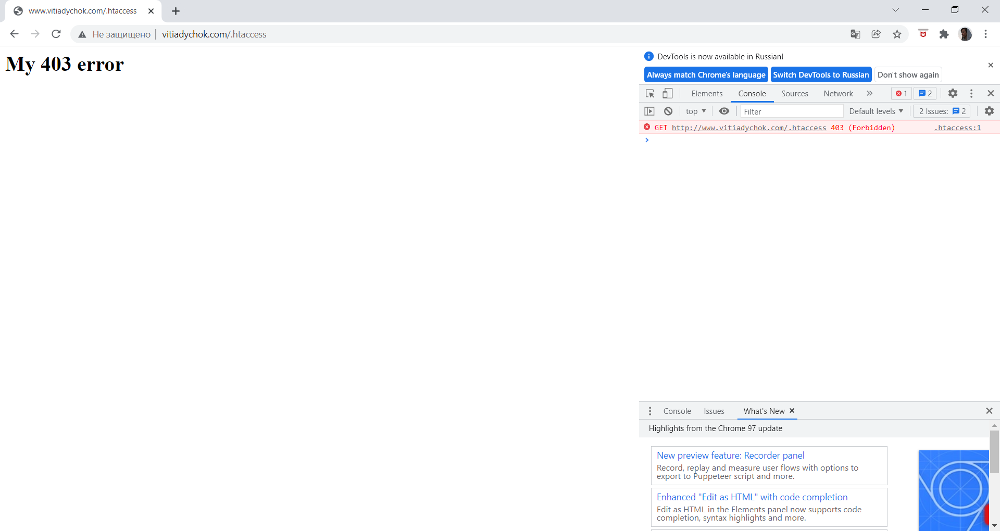 www.vitiadychok.com/.htaccess
Не защищено | vitiadychok.com/.htaccess
My 403 error
DevTools is now available in Russian!
Always match Chrome's language Switch DevTools to Russian Don't show again
Elements Console Sources Network » 1 2
top Filter Default levels 2 Issues: 2
GET http://www.vitiadychok.com/.htaccess 403 (Forbidden) .htaccess:1
Console Issues What's New
Highlights from the Chrome 97 update
New preview feature: Recorder panel
Record, replay and measure user flows with options to
export to Puppeteer script and more.
Enhanced "Edit as HTML" with code completion
Edit as HTML in the Elements panel now supports code
completion, syntax highlights and more.